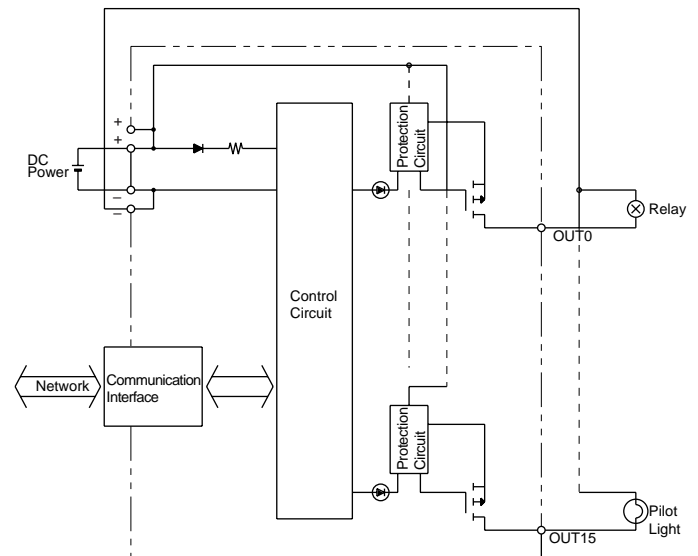 +
+
DC
Power
−
−
Protection
Circuit
Relay
OUT0
Control
Circuit
Network
Communication
Interface
Protection
Circuit
Pilot
Light
OUT15